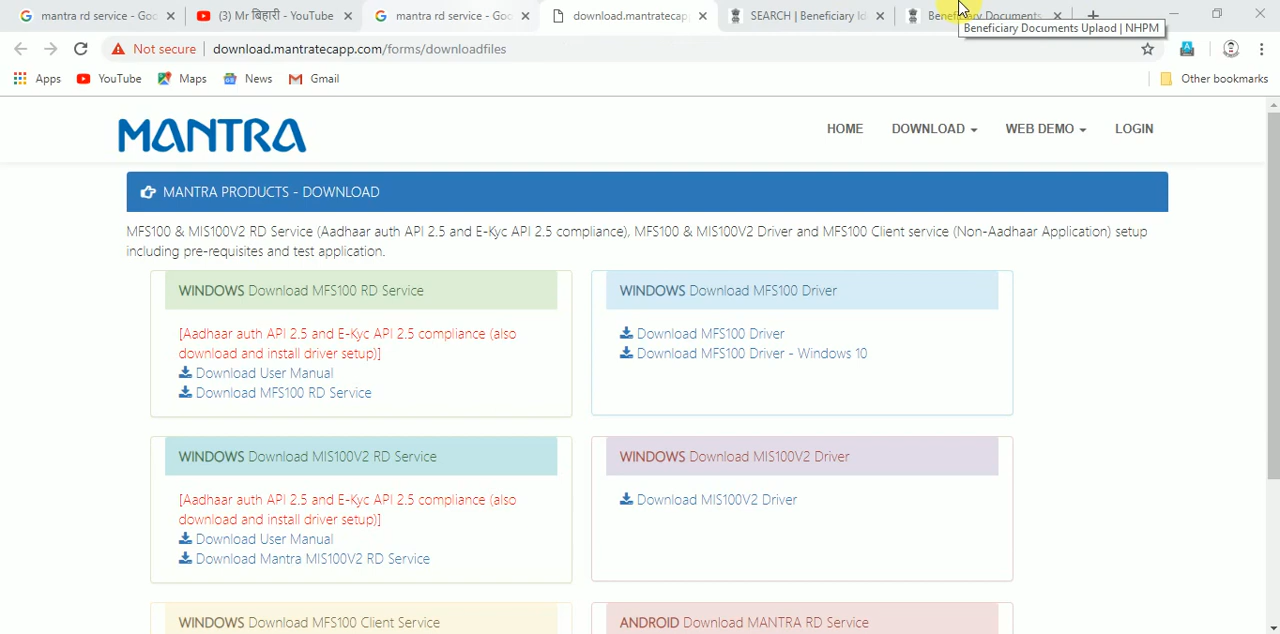 mantra rd service - Goo
(3) Mr बिहारी - YouTube
mantra rd service - Goo
download.mantratecapp
SEARCH | Beneficiary Id
Beneficiary Documents
Beneficiary Documents Uplaod | NHPM
Not secure
download.mantratecapp.com/forms/downloadfiles
Apps
YouTube
Maps
News
Gmail
Other bookmarks
MANTRA
HOME
DOWNLOAD
WEB DEMO
LOGIN
MANTRA PRODUCTS - DOWNLOAD
MFS100 & MIS100V2 RD Service (Aadhaar auth API 2.5 and E-Kyc API 2.5 compliance), MFS100 & MIS100V2 Driver and MFS100 Client service (Non-Aadhaar Application) setup
including pre-requisites and test application.
WINDOWS Download MFS100 RD Service
[Aadhaar auth API 2.5 and E-Kyc API 2.5 compliance (also
download and install driver setup)]
Download User Manual
Download MFS100 RD Service
WINDOWS Download MFS100 Driver
Download MFS100 Driver
Download MFS100 Driver - Windows 10
WINDOWS Download MIS100V2 RD Service
[Aadhaar auth API 2.5 and E-Kyc API 2.5 compliance (also
download and install driver setup)]
Download User Manual
Download Mantra MIS100V2 RD Service
WINDOWS Download MIS100V2 Driver
Download MIS100V2 Driver
WINDOWS Download MFS100 Client Service
ANDROID Download MANTRA RD Service